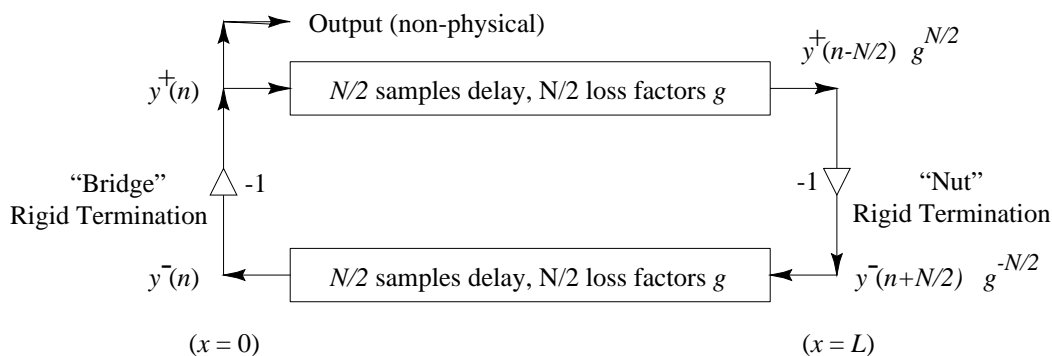 Output (non-physical)
y⁺(n)
N/2 samples delay, N/2 loss factors g
y⁺(n-N/2) g^{N/2}
“Bridge”
Rigid Termination
-1
-1
“Nut”
Rigid Termination
y⁻(n)
N/2 samples delay, N/2 loss factors g
y⁻(n+N/2) g^{-N/2}
(x = 0)
(x = L)